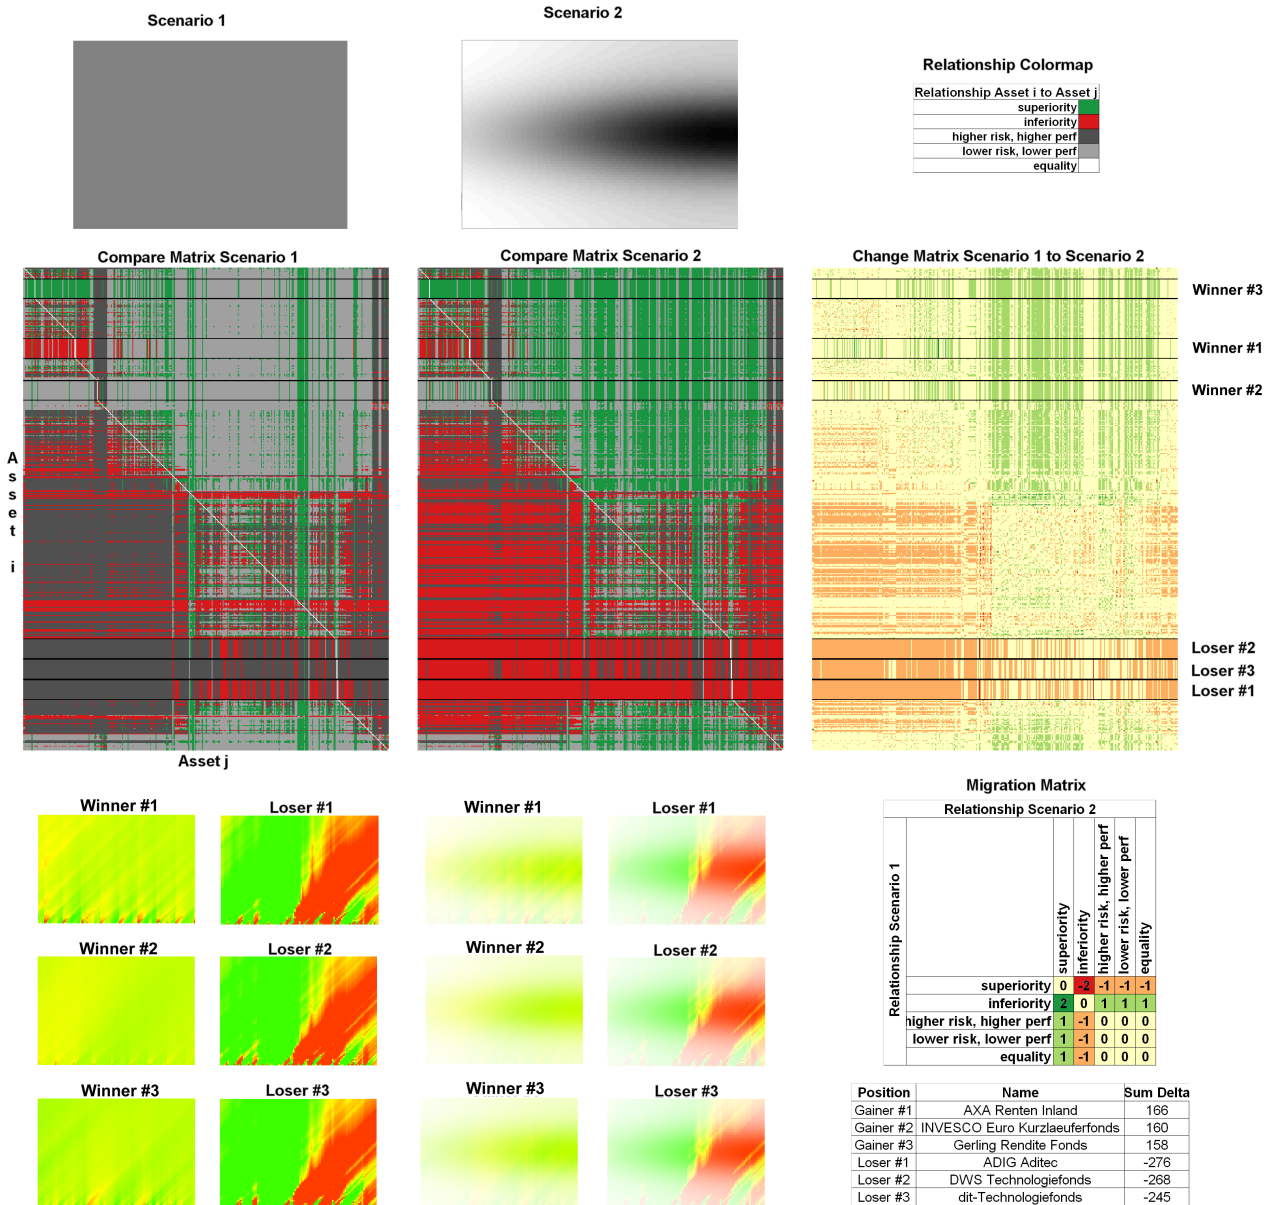 Scenario 1
Scenario 2
Relationship Colormap
Relationship Asset i to Asset j
superiority
inferiority
higher risk, higher perf
lower risk, lower perf
equality
Compare Matrix Scenario 1
Compare Matrix Scenario 2
Change Matrix Scenario 1 to Scenario 2
Winner #3
Winner #1
Winner #2
Asset i
Loser #2
Loser #3
Loser #1
Asset j
Winner #1
Loser #1
Winner #1
Loser #1
Winner #2
Loser #2
Winner #2
Loser #2
Winner #3
Loser #3
Winner #3
Loser #3
Migration Matrix
Relationship Scenario 2
Relationship Scenario 1
superiority
inferiority
higher risk, higher perf
lower risk, lower perf
equality
superiority 0 -2 -1 -1 -1
inferiority 2 0 1 1 1
higher risk, higher perf 1 -1 0 0 0
lower risk, lower perf 1 -1 0 0 0
equality 1 -1 0 0 0
Position Name Sum Delta
Gainer #1 AXA Renten Inland 166
Gainer #2 INVESCO Euro Kurzlaeuferfonds 160
Gainer #3 Gerling Rendite Fonds 158
Loser #1 ADIG Aditec -276
Loser #2 DWS Technologiefonds -268
Loser #3 dit-Technologiefonds -245